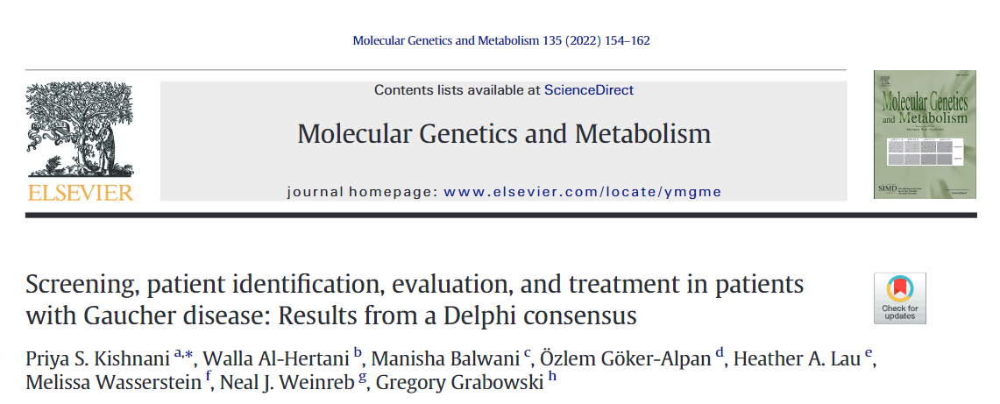 Molecular Genetics and Metabolism 135 (2022) 154–162
Contents lists available at ScienceDirect
Molecular Genetics and Metabolism
journal homepage: www.elsevier.com/locate/ymgme
ELSEVIER
Molecular Genetics
and Metabolism
SIMD
Screening, patient identification, evaluation, and treatment in patients
with Gaucher disease: Results from a Delphi consensus
Check for
updates
Priya S. Kishnani a,*, Walla Al-Hertani b, Manisha Balwani c, Özlem Göker-Alpan d, Heather A. Lau e,
Melissa Wasserstein f, Neal J. Weinreb g, Gregory Grabowski h